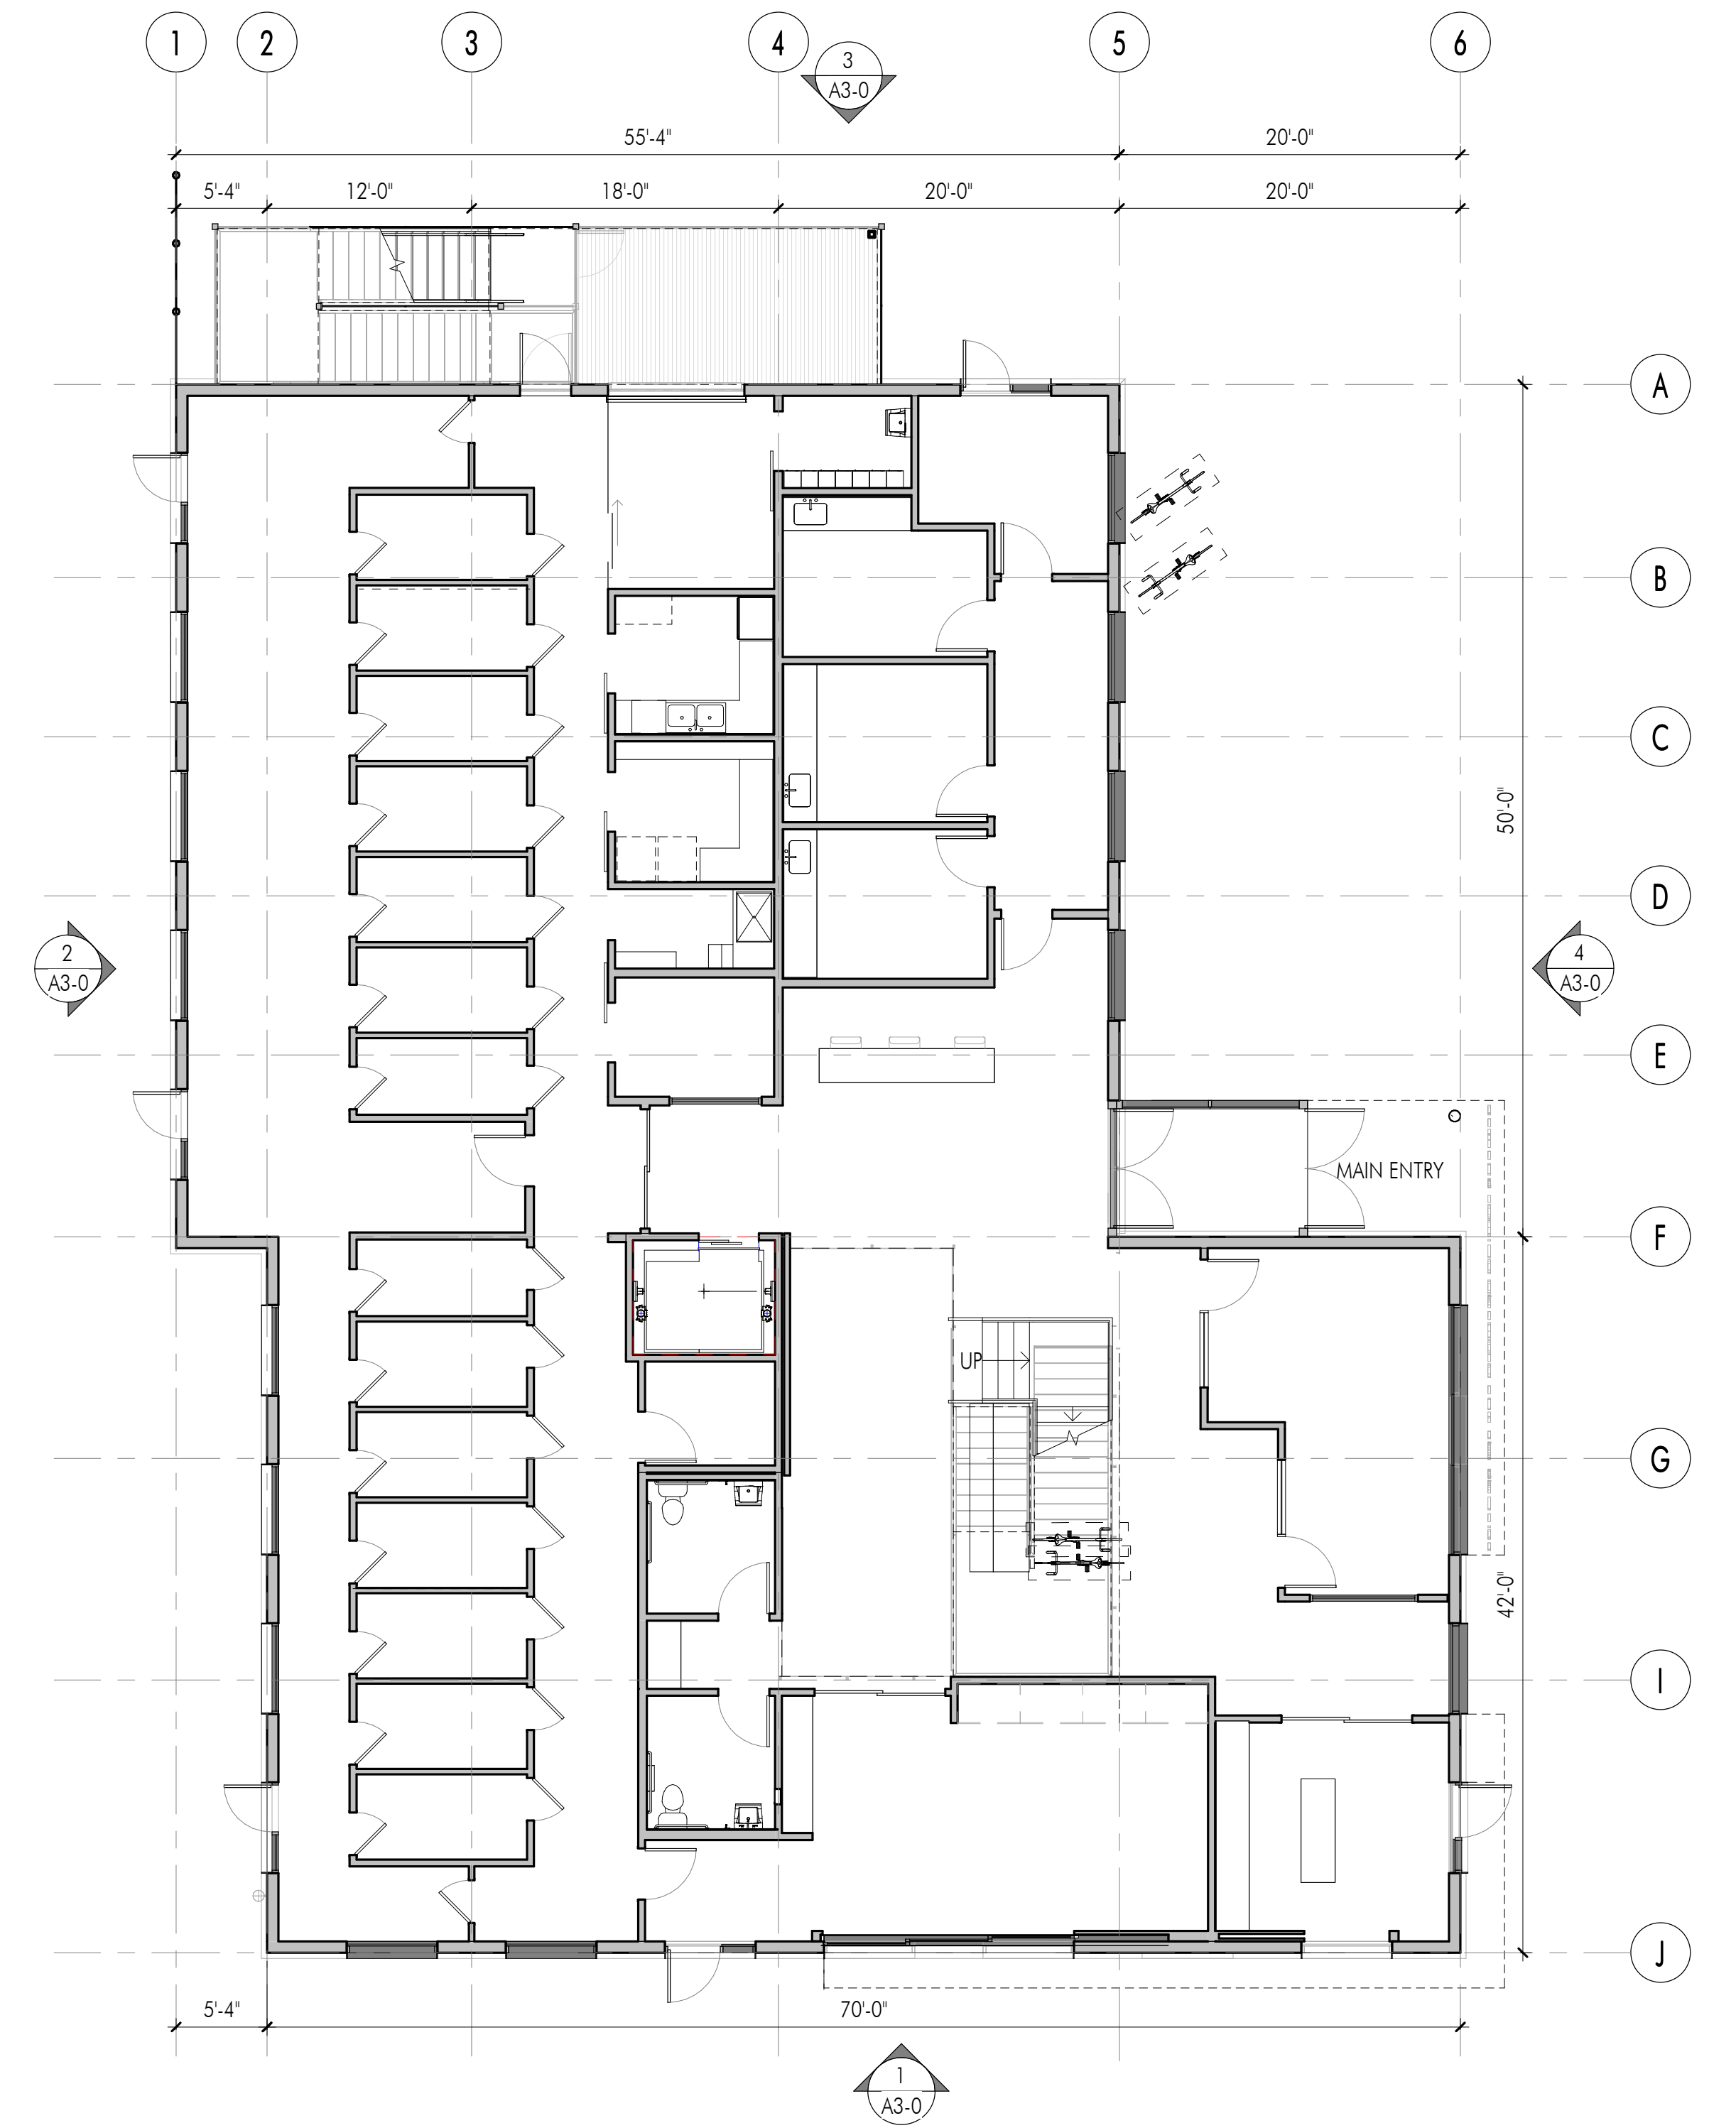 1 2 3 4 5 6
3
A3-0
55'-4" 20'-0"
5'-4" 12'-0" 18'-0" 20'-0" 20'-0"
A
B
C
50'-0"
D
2
A3-0
4
A3-0
E
MAIN ENTRY
F
UP
G
42'-0"
I
J
5'-4" 70'-0"
1
A3-0